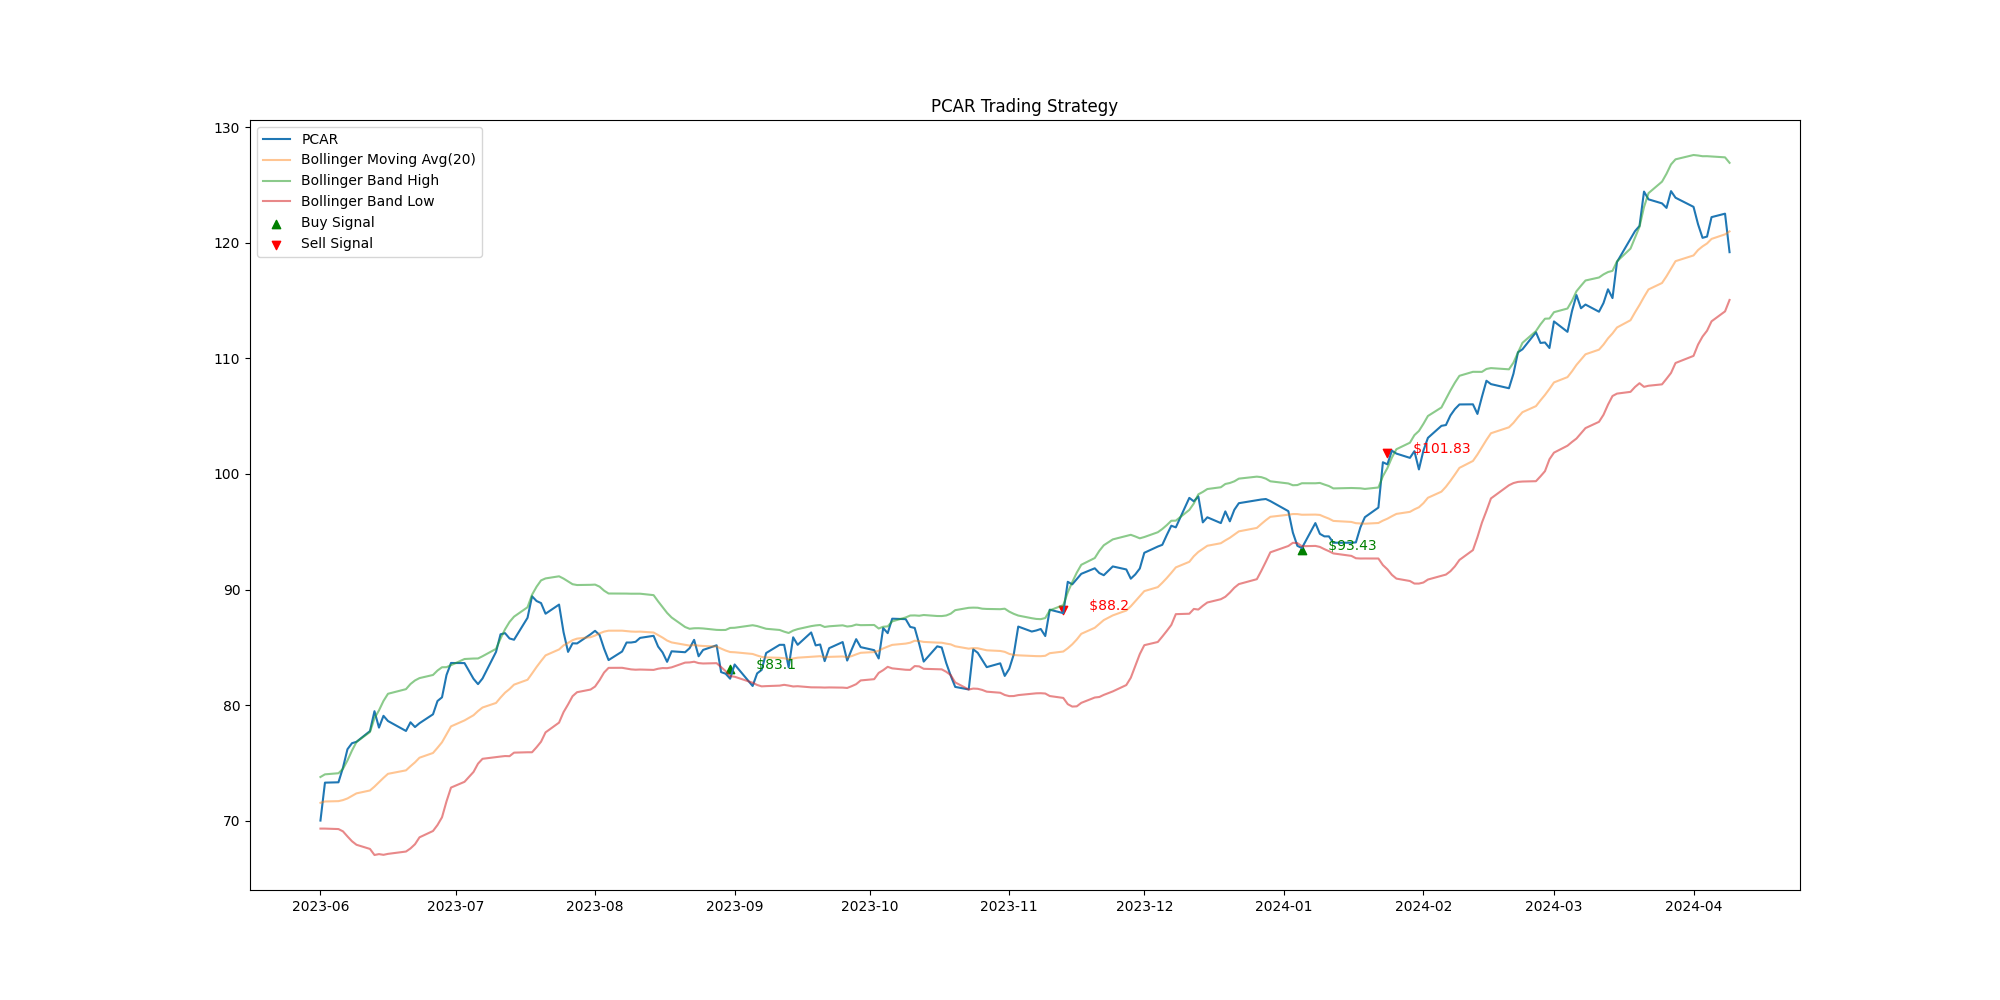 PCAR Trading Strategy
130
120
110
100
90
80
70
PCAR
Bollinger Moving Avg(20)
Bollinger Band High
Bollinger Band Low
Buy Signal
Sell Signal
$101.83
$93.43
$88.2
$83.1
2023-06 2023-07 2023-08 2023-09 2023-10 2023-11 2023-12 2024-01 2024-02 2024-03 2024-04